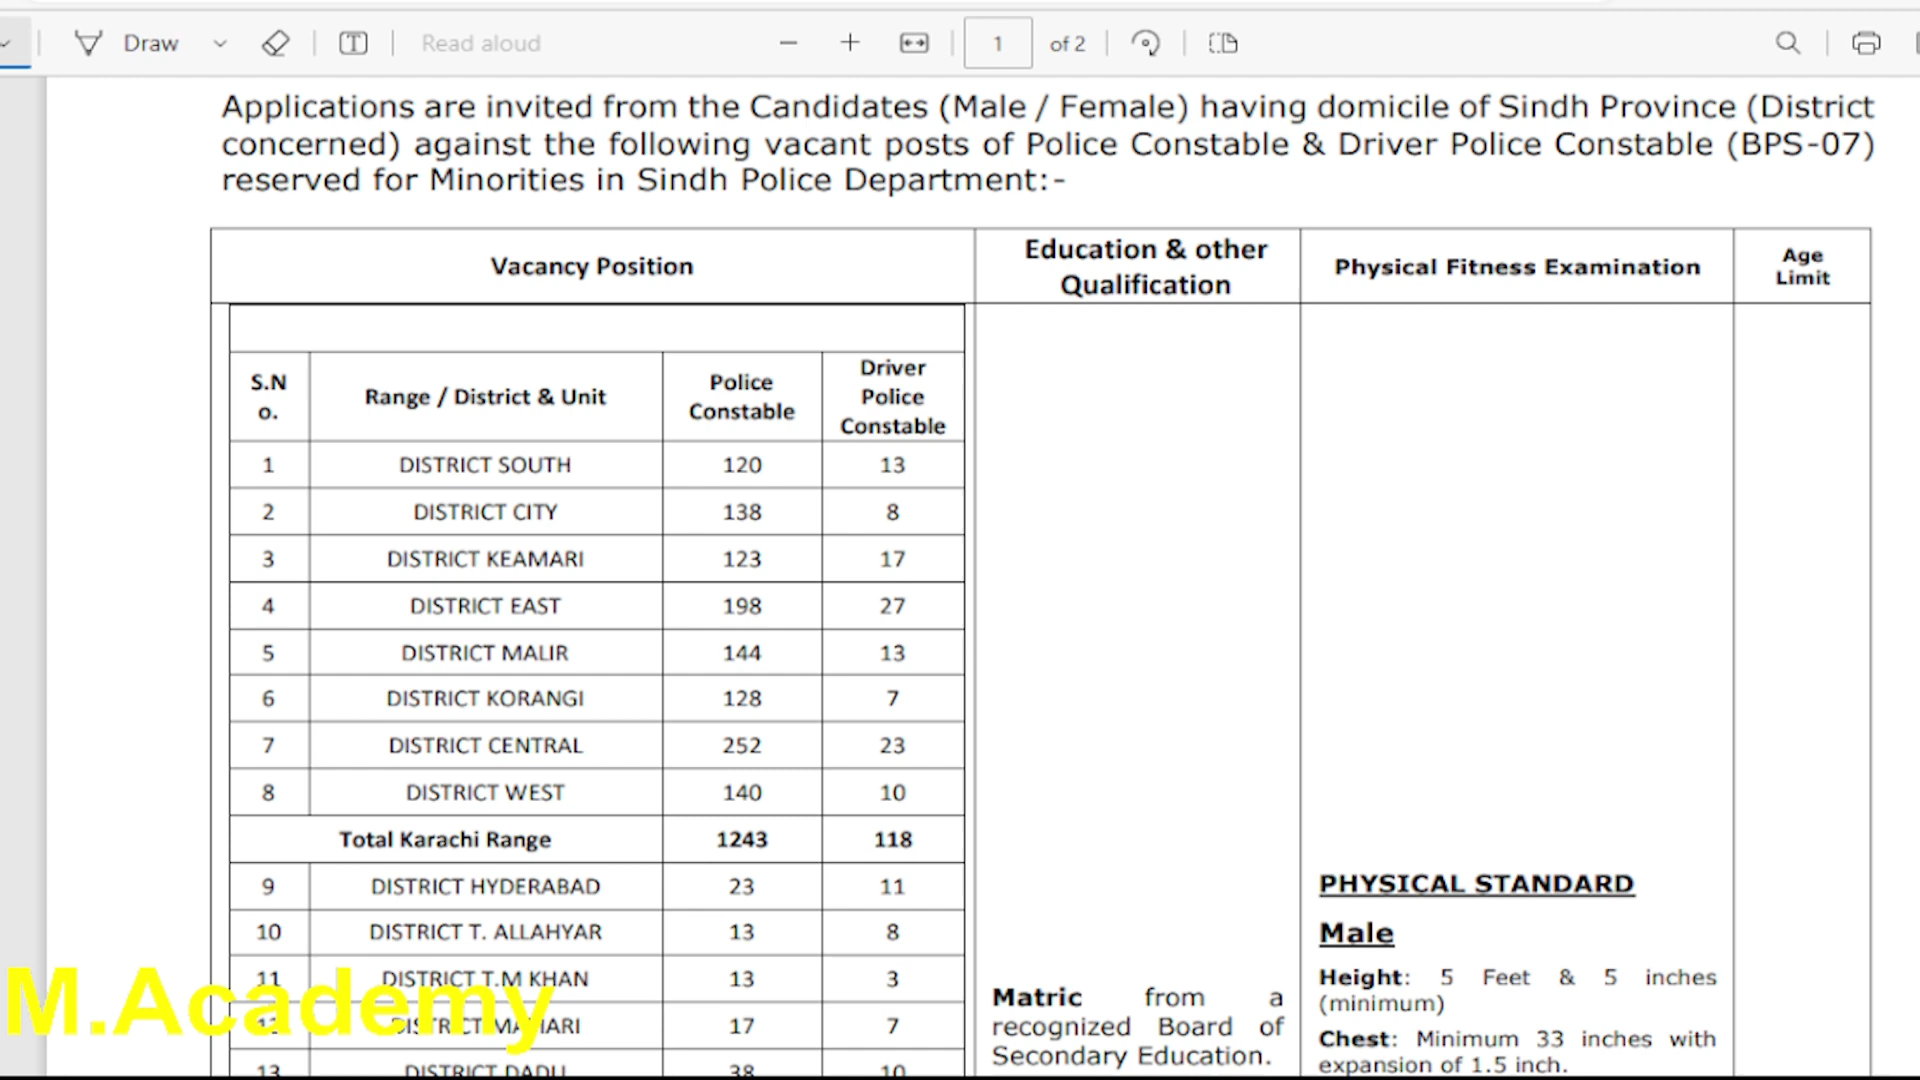 Draw
Read aloud
1 of 2
Applications are invited from the Candidates (Male / Female) having domicile of Sindh Province (District
concerned) against the following vacant posts of Police Constable & Driver Police Constable (BPS-07)
reserved for Minorities in Sindh Police Department:-
Vacancy Position
Education & other
Qualification
Physical Fitness Examination
Age
Limit
S.N
o.
Range / District & Unit
Police
Constable
Driver
Police
Constable
1 DISTRICT SOUTH 120 13
2 DISTRICT CITY 138 8
3 DISTRICT KEAMARI 123 17
4 DISTRICT EAST 198 27
5 DISTRICT MALIR 144 13
6 DISTRICT KORANGI 128 7
7 DISTRICT CENTRAL 252 23
8 DISTRICT WEST 140 10
Total Karachi Range 1243 118
9 DISTRICT HYDERABAD 23 11
10 DISTRICT T. ALLAHYAR 13 8
11 DISTRICT T.M KHAN 13 3
12 DISTRICT 17 7
13 DISTRICT DADU 38 10
Matric from a
recognized Board of
Secondary Education.
PHYSICAL STANDARD
Male
Height: 5 Feet & 5 inches
(minimum)
Chest: Minimum 33 inches with
expansion of 1.5 inch.
M.Academy